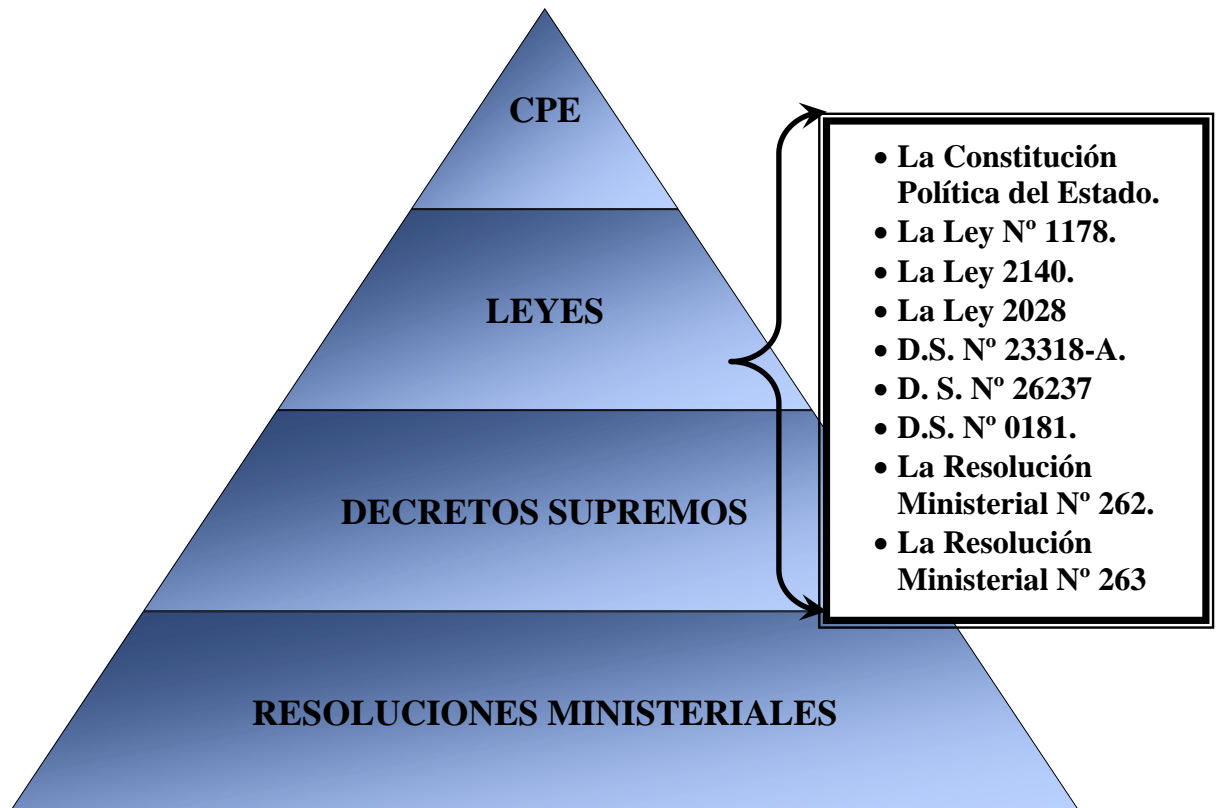 CPE
LEYES
DECRETOS SUPREMOS
RESOLUCIONES MINISTERIALES
• La Constitución
Política del Estado.
• La Ley Nº 1178.
• La Ley 2140.
• La Ley 2028
• D.S. Nº 23318-A.
• D. S. Nº 26237
• D.S. Nº 0181.
• La Resolución
Ministerial Nº 262.
• La Resolución
Ministerial Nº 263